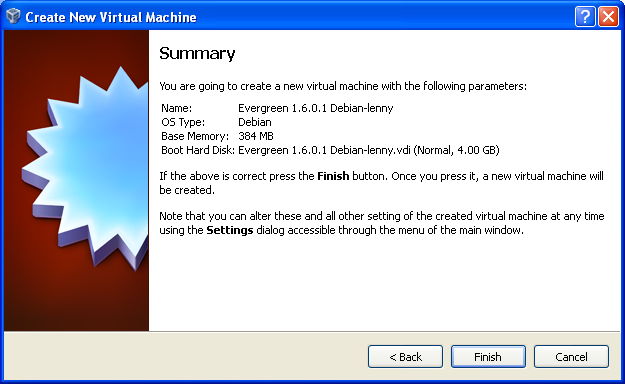 Create New Virtual Machine
Summary
You are going to create a new virtual machine with the following parameters:
Name: Evergreen 1.6.0.1 Debian-lenny
OS Type: Debian
Base Memory: 384 MB
Boot Hard Disk: Evergreen 1.6.0.1 Debian-lenny.vdi (Normal, 4.00 GB)
If the above is correct press the Finish button. Once you press it, a new virtual machine will
be created.
Note that you can alter these and all other setting of the created virtual machine at any time
using the Settings dialog accessible through the menu of the main window.
< Back Finish Cancel